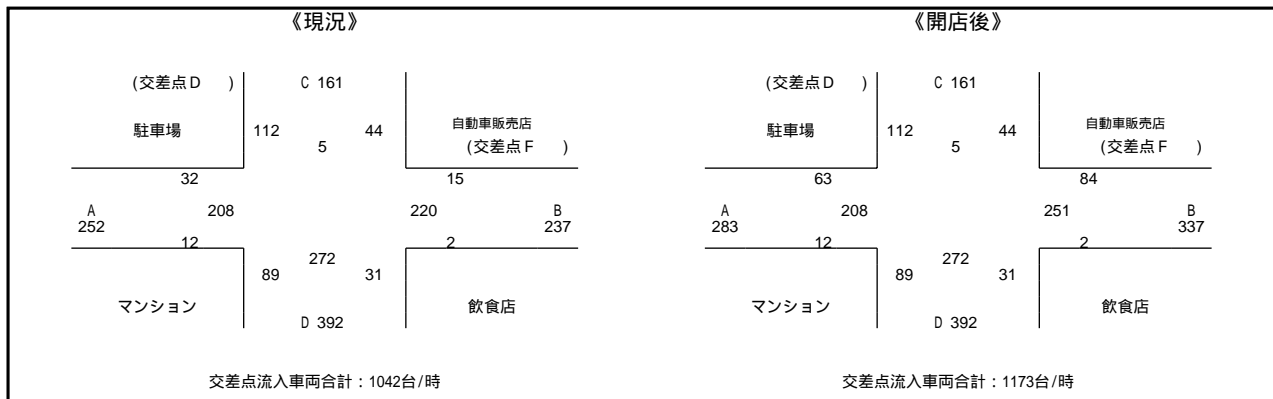 《現況》
(交差点D　　)
C 161
駐車場
112
5
44
自動車販売店
(交差点F　　)
32
15
A
252
208
220
B
237
12
2
89
272
31
マンション
飲食店
D 392
交差点流入車両合計：1042台/時
《開店後》
(交差点D　　)
C 161
駐車場
112
5
44
自動車販売店
(交差点F　　)
63
84
A
283
208
251
B
337
12
2
89
272
31
マンション
飲食店
D 392
交差点流入車両合計：1173台/時